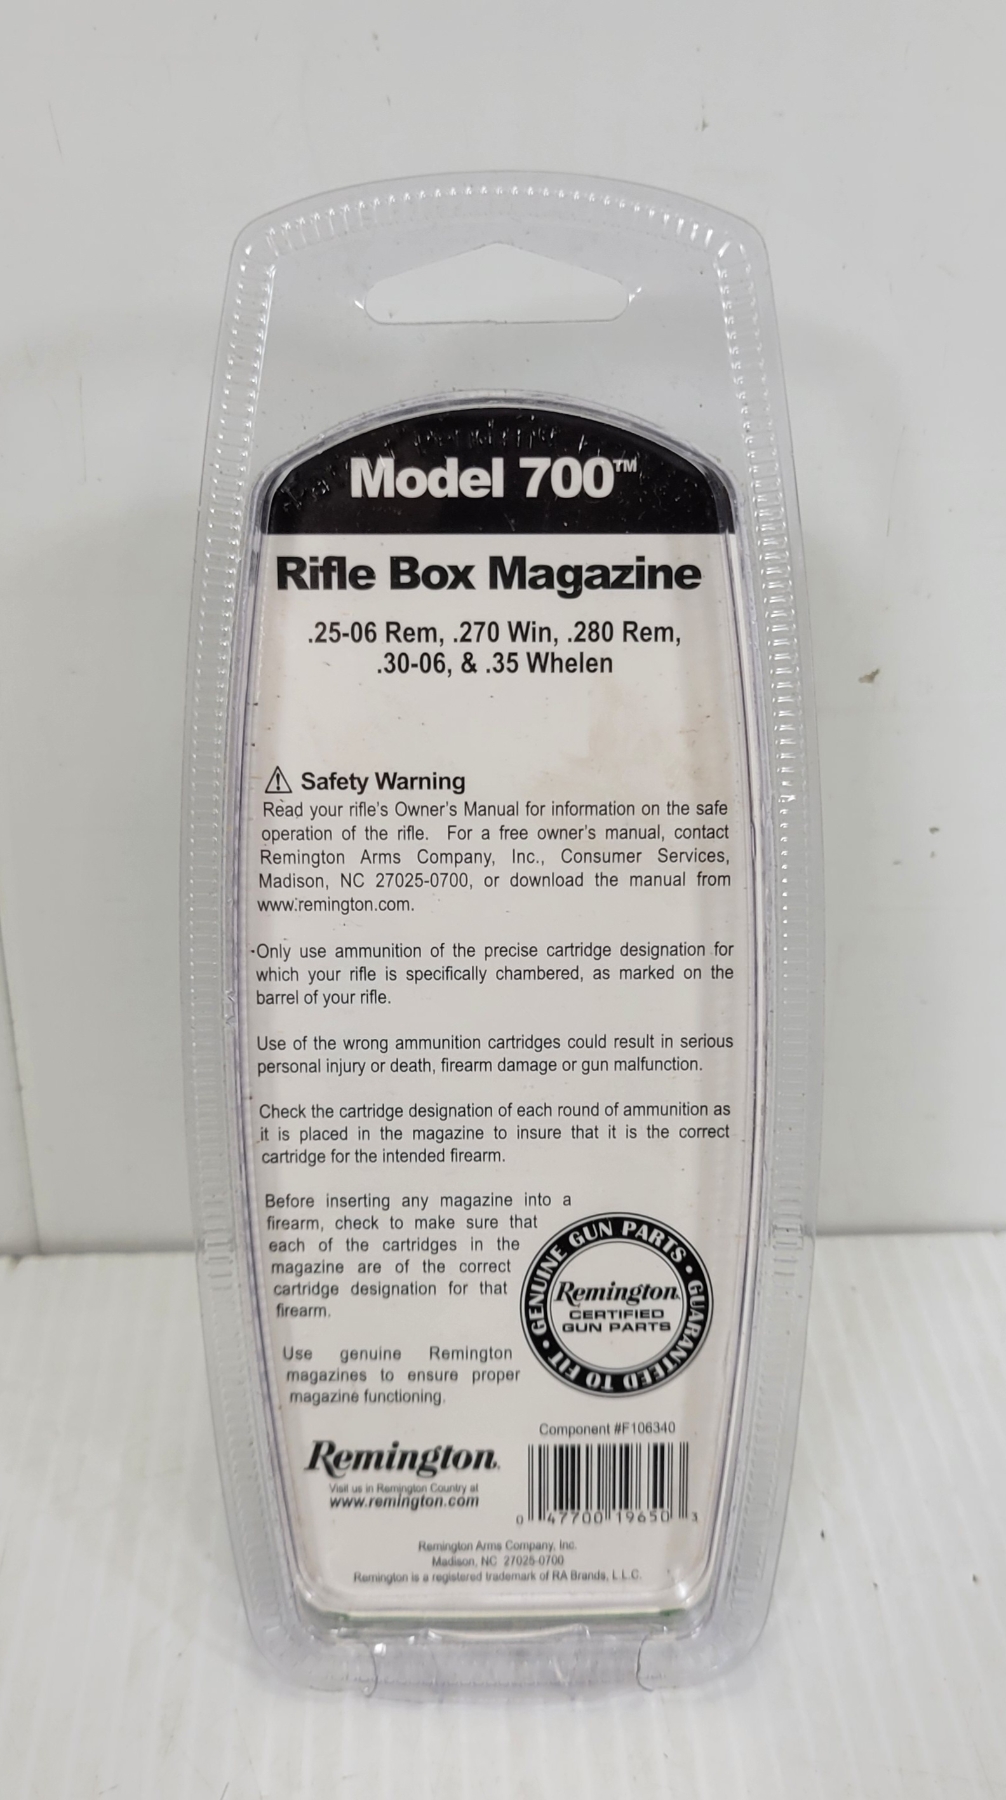 Model 700™
Rifle Box Magazine
.25-06 Rem, .270 Win, .280 Rem,
.30-06, & .35 Whelen
Safety Warning
Read your rifle's Owner's Manual for information on the safe
operation of the rifle. For a free owner's manual, contact
Remington Arms Company, Inc., Consumer Services,
Madison, NC 27025-0700, or download the manual from
www.remington.com.
Only use ammunition of the precise cartridge designation for
which your rifle is specifically chambered, as marked on the
barrel of your rifle.
Use of the wrong ammunition cartridges could result in serious
personal injury or death, firearm damage or gun malfunction.
Check the cartridge designation of each round of ammunition as
it is placed in the magazine to insure that it is the correct
cartridge for the intended firearm.
Before inserting any magazine into a
firearm, check to make sure that
each of the cartridges in the
magazine are of the correct
cartridge designation for that
firearm.
Use genuine Remington
magazines to ensure proper
magazine functioning.
GENUINE GUN PARTS • GUARANTEED TO FIT •
Remington.
CERTIFIED
GUN PARTS
Component #F106340
Remington.
Visit us in Remington Country at
www.remington.com
0 47700 19650 3
Remington Arms Company, Inc.
Madison, NC 27025-0700
Remington is a registered trademark of RA Brands, L.L.C.